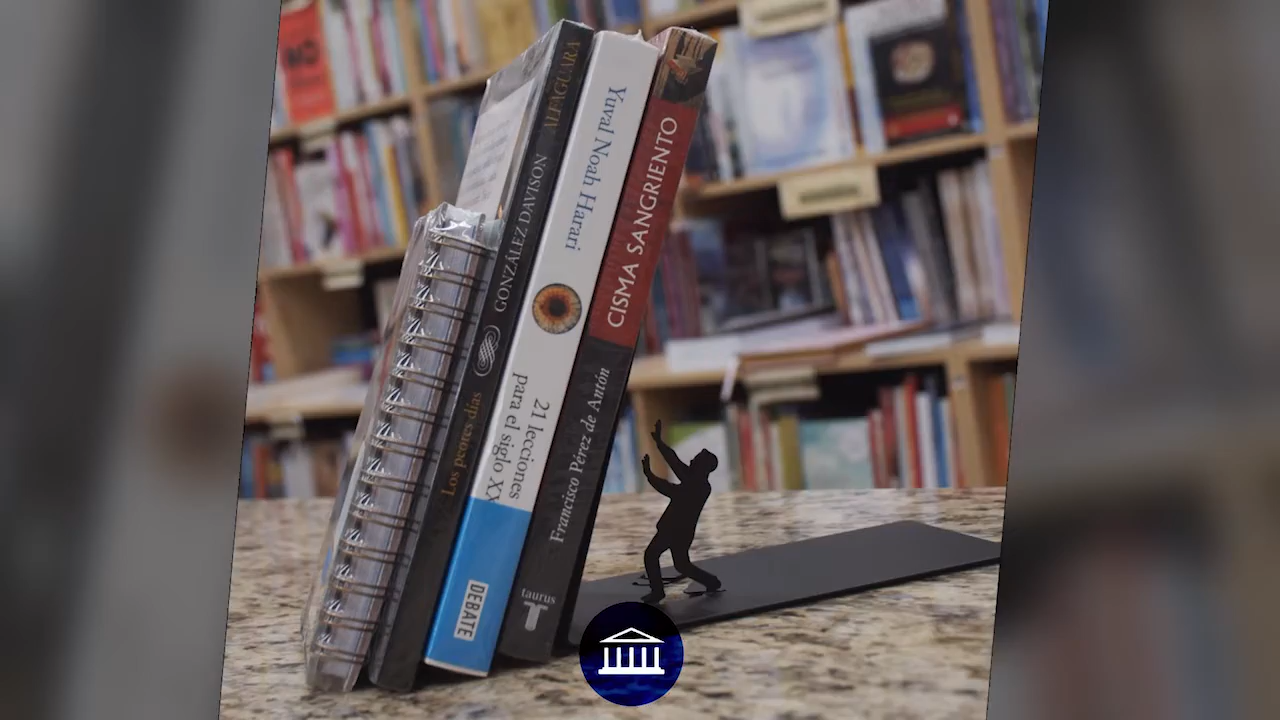 NO
ALFAGUARA
GONZÁLEZ DAVISON
Los peores días
Yuval Noah Harari
21 lecciones
para el siglo XX
DEBATE
CISMA SANGRIENTO
Francisco Pérez de Antón
taurus
T